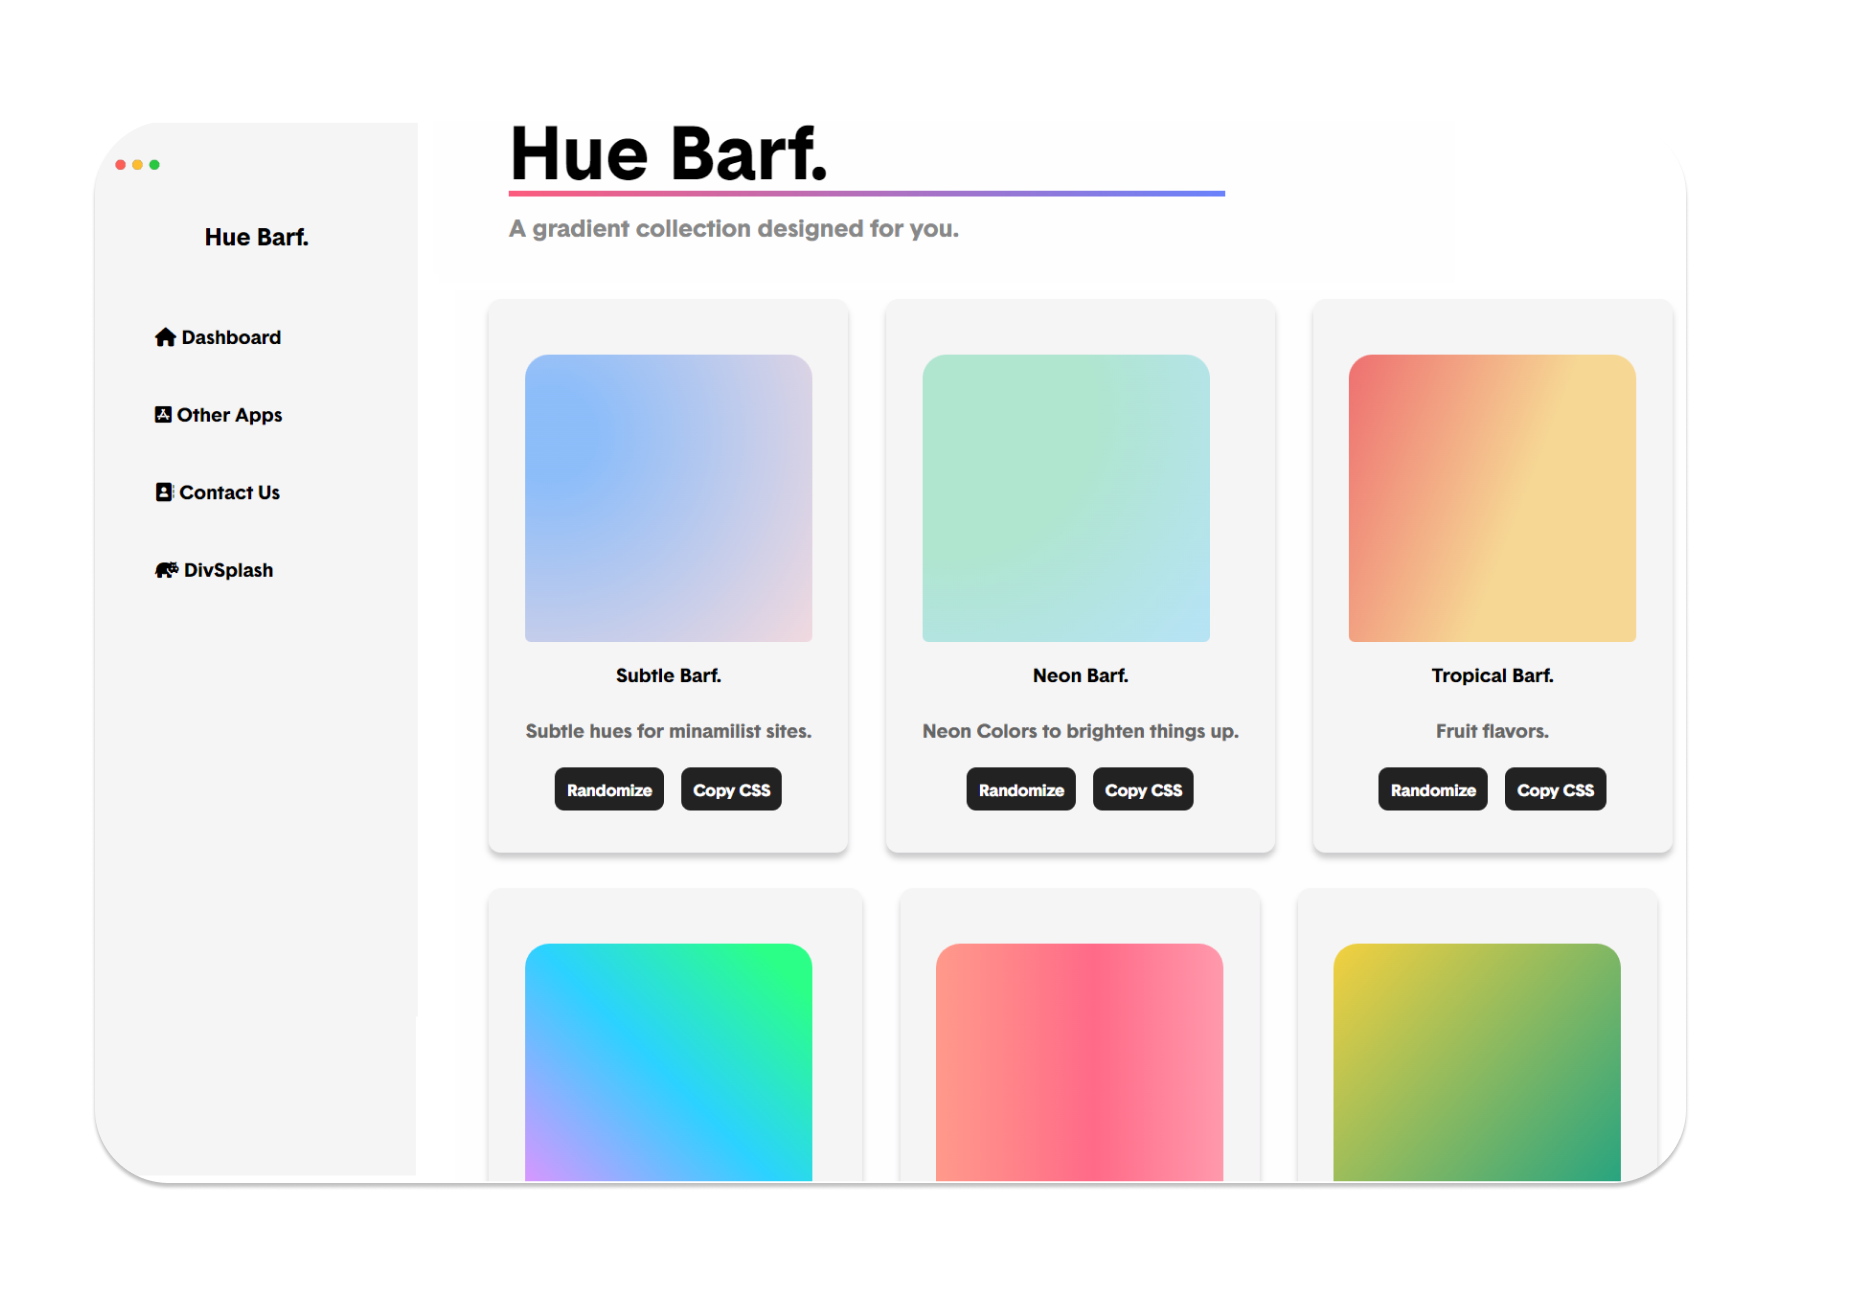 Hue Barf.
Dashboard
Other Apps
Contact Us
DivSplash
Hue Barf.
A gradient collection designed for you.
Subtle Barf.
Subtle hues for minamilist sites.
Randomize Copy CSS
Neon Barf.
Neon Colors to brighten things up.
Randomize Copy CSS
Tropical Barf.
Fruit flavors.
Randomize Copy CSS